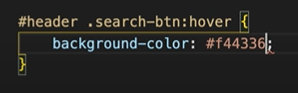 #header .search-btn:hover {
    background-color: #f44336;
}